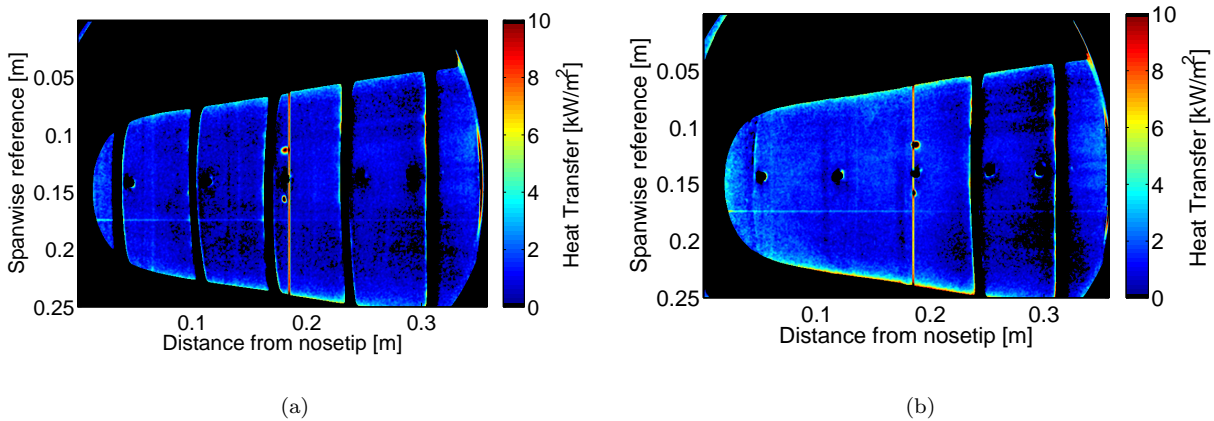 Spanwise reference [m]
0.05
0.1
0.15
0.2
0.25
0.1 0.2 0.3
Distance from nosetip [m]
10
8
6
4
2
0
Heat Transfer [kW/m²]
(a)
Spanwise reference [m]
0.05
0.1
0.15
0.2
0.25
0.1 0.2 0.3
Distance from nosetip [m]
10
8
6
4
2
0
Heat Transfer [kW/m²]
(b)